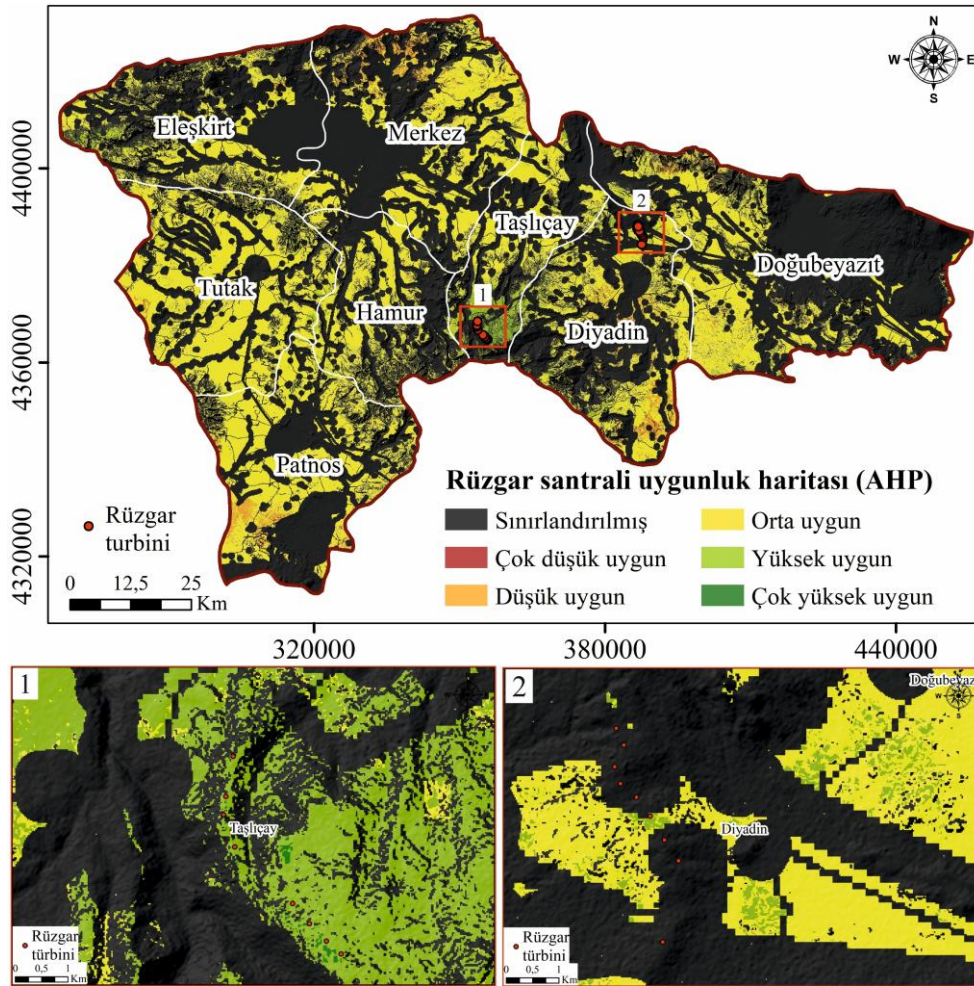 N
W E
S
4400000
4360000
4320000
Eleşkirt
Merkez
Taşlıçay
2
Doğubeyazıt
Tutak
Hamur
1
Diyadin
Patnos
Rüzgar
turbini
0 12,5 25
Km
Rüzgar santrali uygunluk haritası (AHP)
Sınırlandırılmış
Orta uygun
Çok düşük uygun
Yüksek uygun
Düşük uygun
Çok yüksek uygun
320000 380000 440000
1
Taşlıçay
Rüzgar
türbini
0 0,5 1
Km
2
Doğubeyaz
Diyadin
Rüzgar
türbini
0 0,5 1
Km